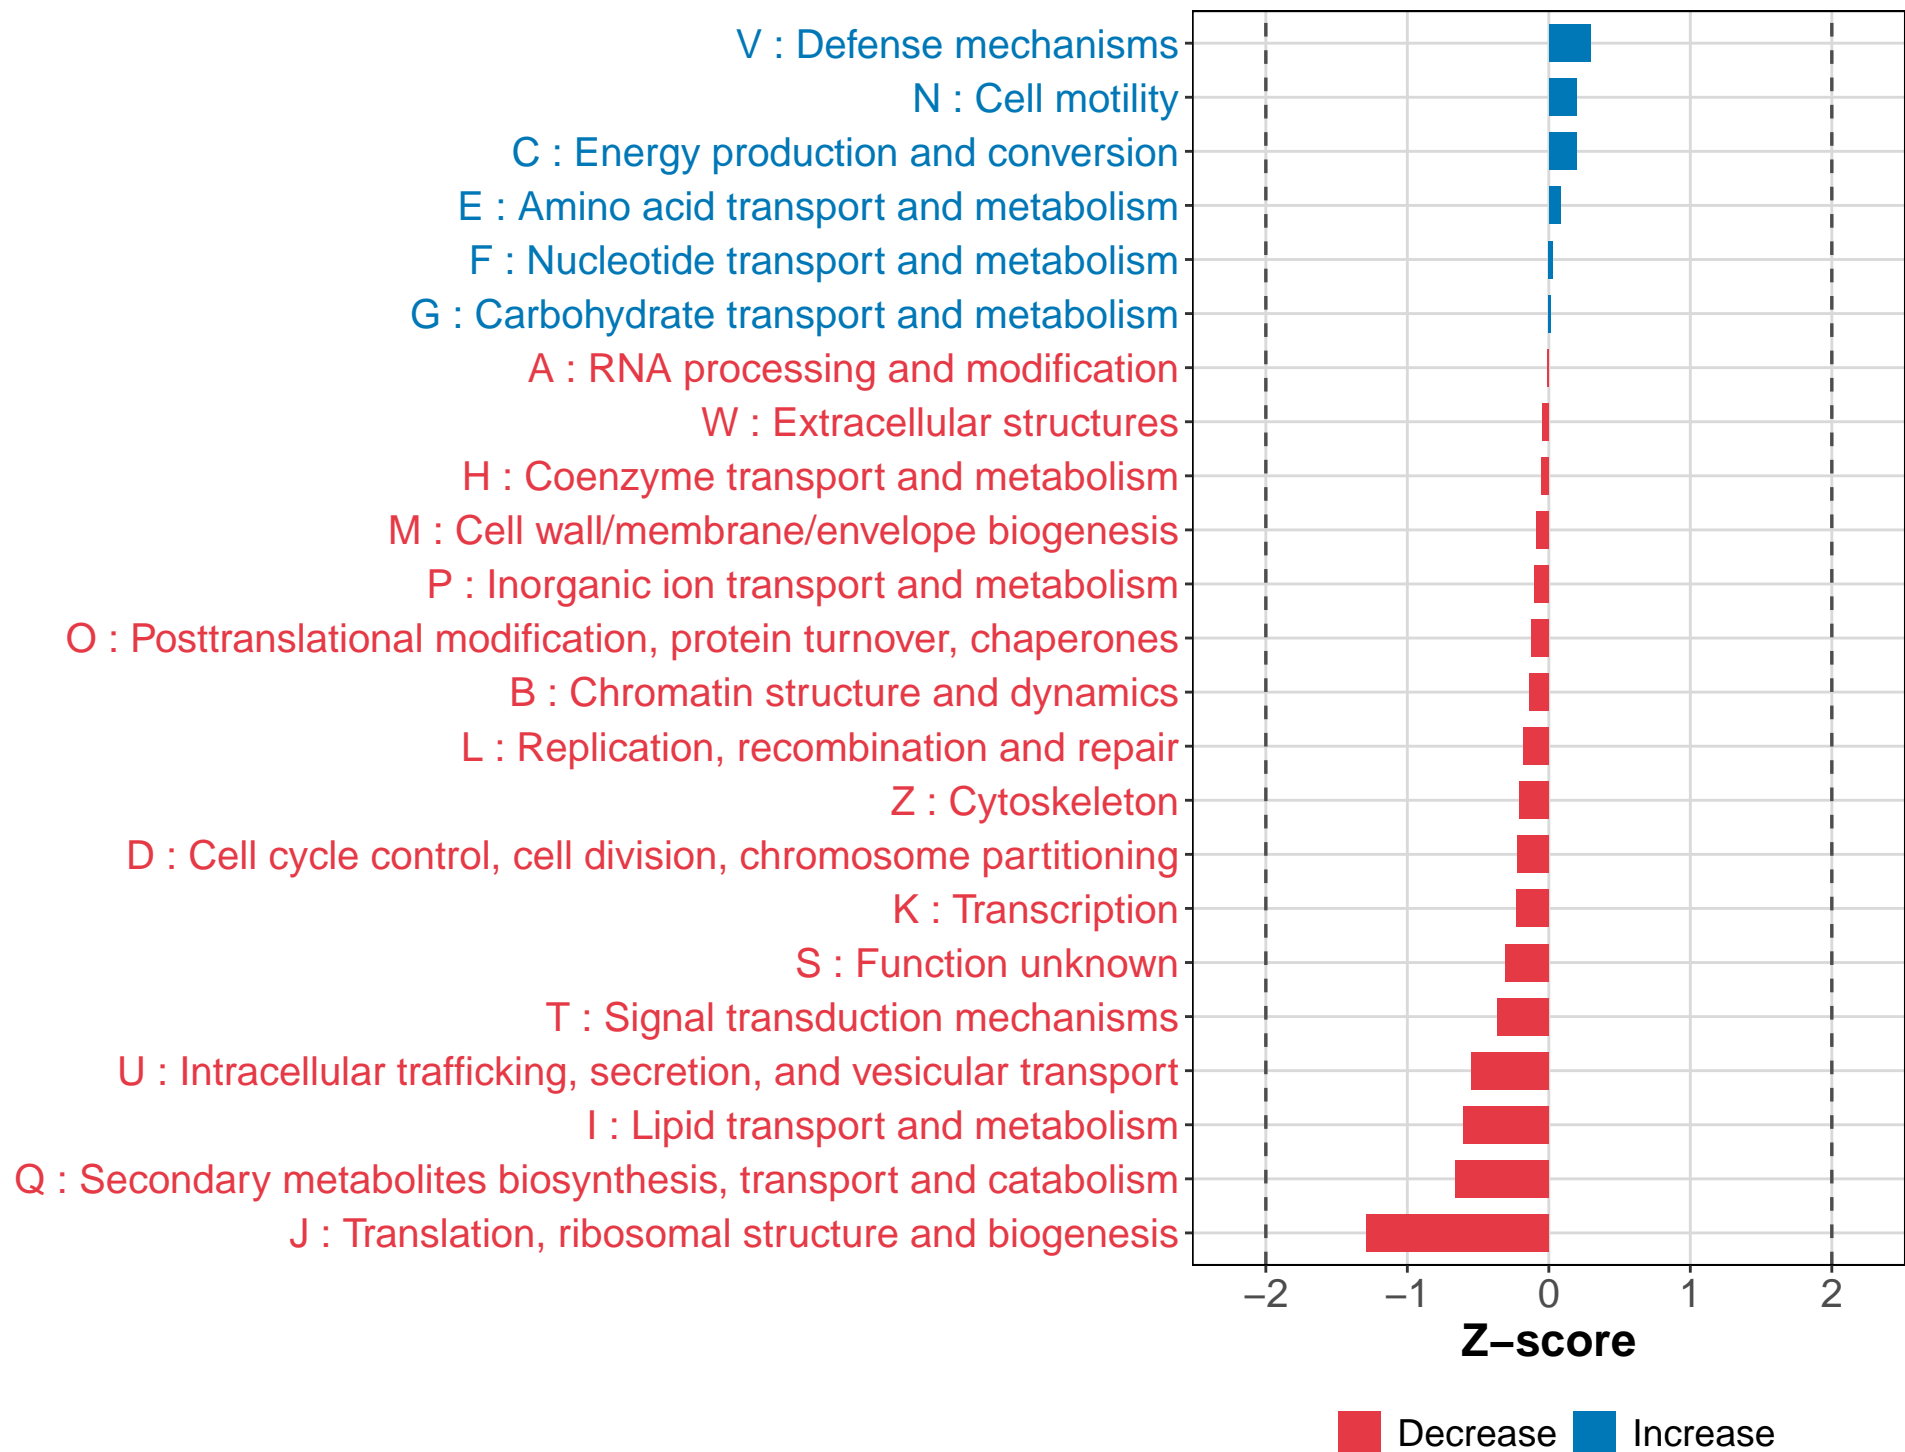 V : Defense mechanisms
N : Cell motility
C : Energy production and conversion
E : Amino acid transport and metabolism
F : Nucleotide transport and metabolism
G : Carbohydrate transport and metabolism
A : RNA processing and modification
W : Extracellular structures
H : Coenzyme transport and metabolism
M : Cell wall/membrane/envelope biogenesis
P : Inorganic ion transport and metabolism
O : Posttranslational modification, protein turnover, chaperones
B : Chromatin structure and dynamics
L : Replication, recombination and repair
Z : Cytoskeleton
D : Cell cycle control, cell division, chromosome partitioning
K : Transcription
S : Function unknown
T : Signal transduction mechanisms
U : Intracellular trafficking, secretion, and vesicular transport
I : Lipid transport and metabolism
Q : Secondary metabolites biosynthesis, transport and catabolism
J : Translation, ribosomal structure and biogenesis
−2 −1 0 1 2
Z−score
Decrease Increase